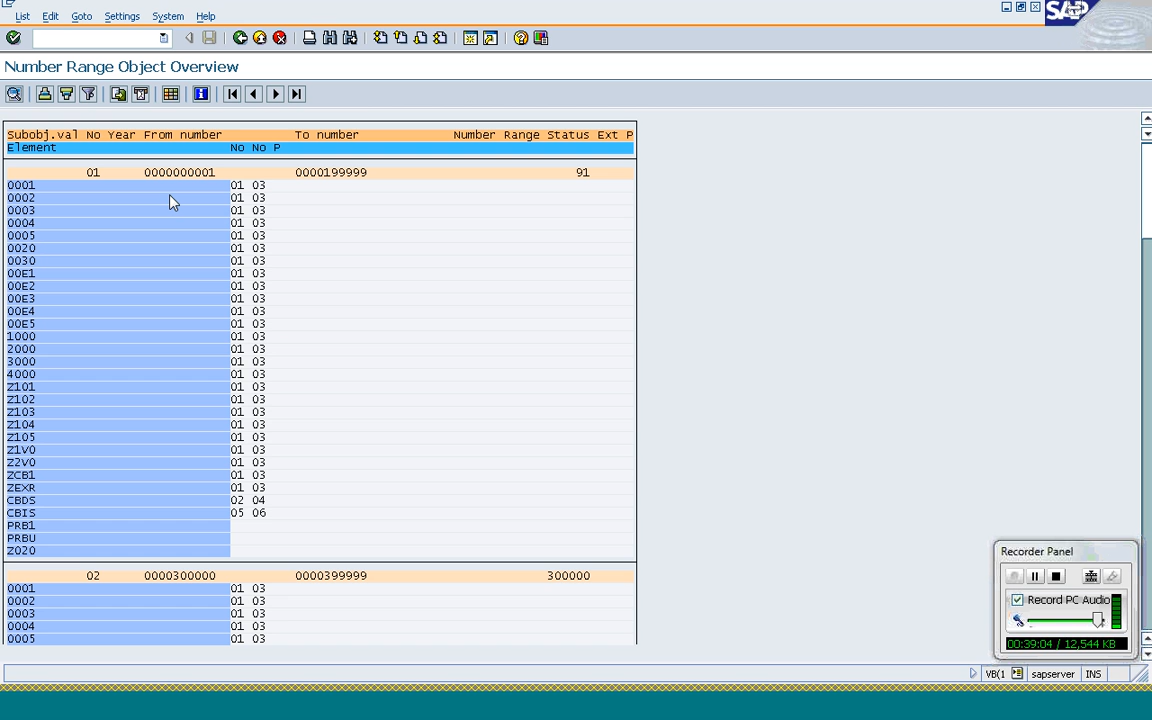 List Edit Goto Settings System Help
SAP
Number Range Object Overview
Subobj.val No Year From number To number Number Range Status Ext P
Element No No P
01 0000000001 0000199999 91
0001 01 03
0002 01 03
0003 01 03
0004 01 03
0005 01 03
0020 01 03
0030 01 03
00E1 01 03
00E2 01 03
00E3 01 03
00E4 01 03
00E5 01 03
1000 01 03
2000 01 03
3000 01 03
4000 01 03
Z101 01 03
Z102 01 03
Z103 01 03
Z104 01 03
Z105 01 03
Z1V0 01 03
Z2V0 01 03
ZCB1 01 03
ZEXR 01 03
CBDS 02 04
CBIS 05 06
PRB1
PRBU
Z020
02 0000300000 0000399999 300000
0001 01 03
0002 01 03
0003 01 03
0004 01 03
0005 01 03
Recorder Panel
Record PC Audio
00:39:04 / 12,544 KB
VB(1 sapserver INS